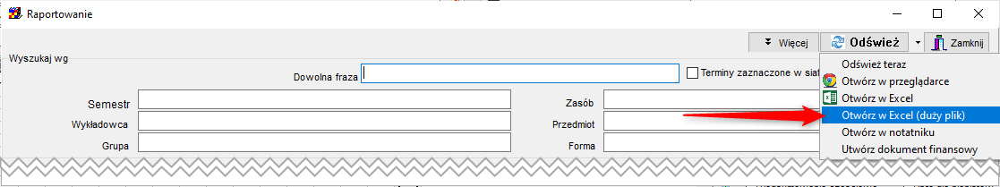 Raportowanie
Więcej
Odśwież
Zamknij
Wyszukaj wg
Dowolna fraza
Terminy zaznaczone w siat
Semestr
Zasób
Wykładowca
Przedmiot
Grupa
Forma
Odśwież teraz
Otwórz w przeglądarce
Otwórz w Excel
Otwórz w Excel (duży plik)
Otwórz w notatniku
Utwórz dokument finansowy